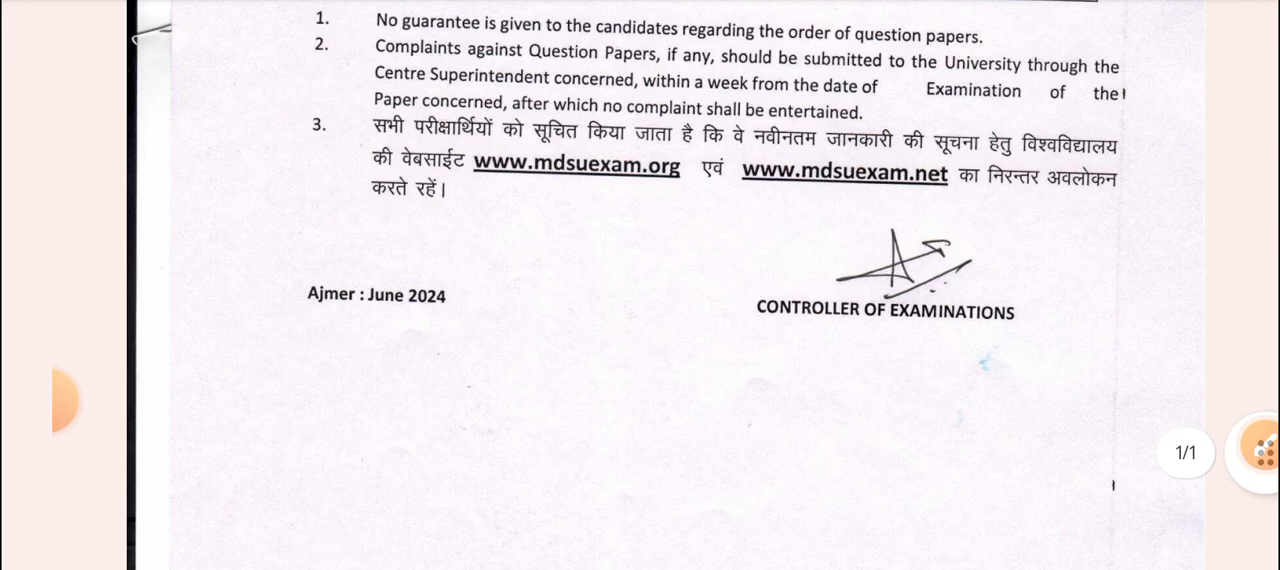 1. No guarantee is given to the candidates regarding the order of question papers.
2. Complaints against Question Papers, if any, should be submitted to the University through the
Centre Superintendent concerned, within a week from the date of Examination of the
Paper concerned, after which no complaint shall be entertained.
3. सभी परीक्षार्थियों को सूचित किया जाता है कि वे नवीनतम जानकारी की सूचना हेतु विश्वविद्यालय
की वेबसाईट www.mdsuexam.org एवं www.mdsuexam.net का निरन्तर अवलोकन
करते रहें।
Ajmer : June 2024
CONTROLLER OF EXAMINATIONS
1/1